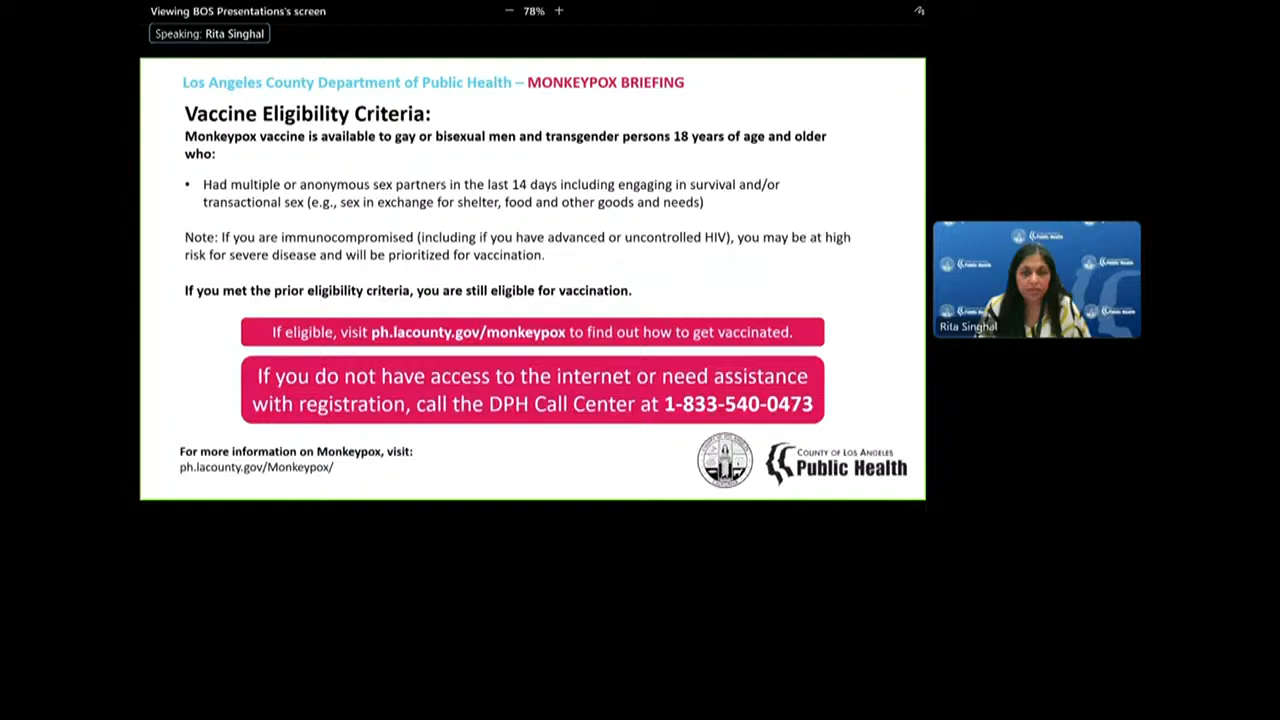 Viewing BOS Presentations's screen
− 78% +
Speaking: Rita Singhal
Los Angeles County Department of Public Health – MONKEYPOX BRIEFING
Vaccine Eligibility Criteria:
Monkeypox vaccine is available to gay or bisexual men and transgender persons 18 years of age and older
who:
• Had multiple or anonymous sex partners in the last 14 days including engaging in survival and/or
transactional sex (e.g., sex in exchange for shelter, food and other goods and needs)
Note: If you are immunocompromised (including if you have advanced or uncontrolled HIV), you may be at high
risk for severe disease and will be prioritized for vaccination.
If you met the prior eligibility criteria, you are still eligible for vaccination.
If eligible, visit ph.lacounty.gov/monkeypox to find out how to get vaccinated.
If you do not have access to the internet or need assistance
with registration, call the DPH Call Center at 1-833-540-0473
For more information on Monkeypox, visit:
ph.lacounty.gov/Monkeypox/
COUNTY OF LOS ANGELES
Public Health
Public Health
Public Health
Public Health
Public Health
Rita Singhal